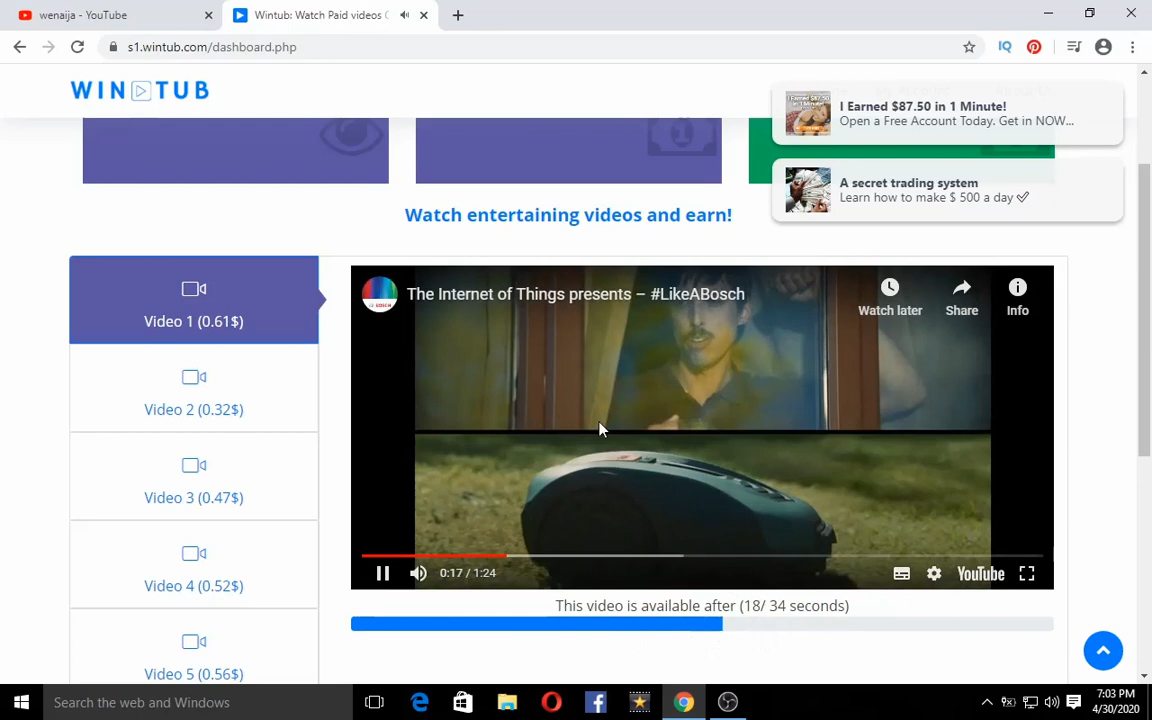 wenaija - YouTube
Wintub: Watch Paid videos (
s1.wintub.com/dashboard.php
IQ
WIN TUB
I Earned $87.50 in 1 Minute!
Open a Free Account Today. Get in NOW...
A secret trading system
Learn how to make $ 500 a day ✅
Watch entertaining videos and earn!
Video 1 (0.61$)
Video 2 (0.32$)
Video 3 (0.47$)
Video 4 (0.52$)
Video 5 (0.56$)
BOSCH
The Internet of Things presents – #LikeABosch
Watch later
Share
Info
0:17 / 1:24
YouTube
This video is available after (18/ 34 seconds)
Search the web and Windows
7:03 PM
4/30/2020